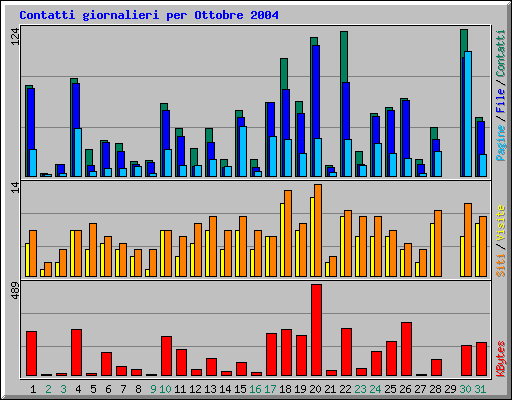 Contatti giornalieri per Ottobre 2004
124
Pagine/File/Contatti
14
Siti/Visite
489
KBytes
1 2 3 4 5 6 7 8 9 10 11 12 13 14 15 16 17 18 19 20 21 22 23 24 25 26 27 28 29 30 31